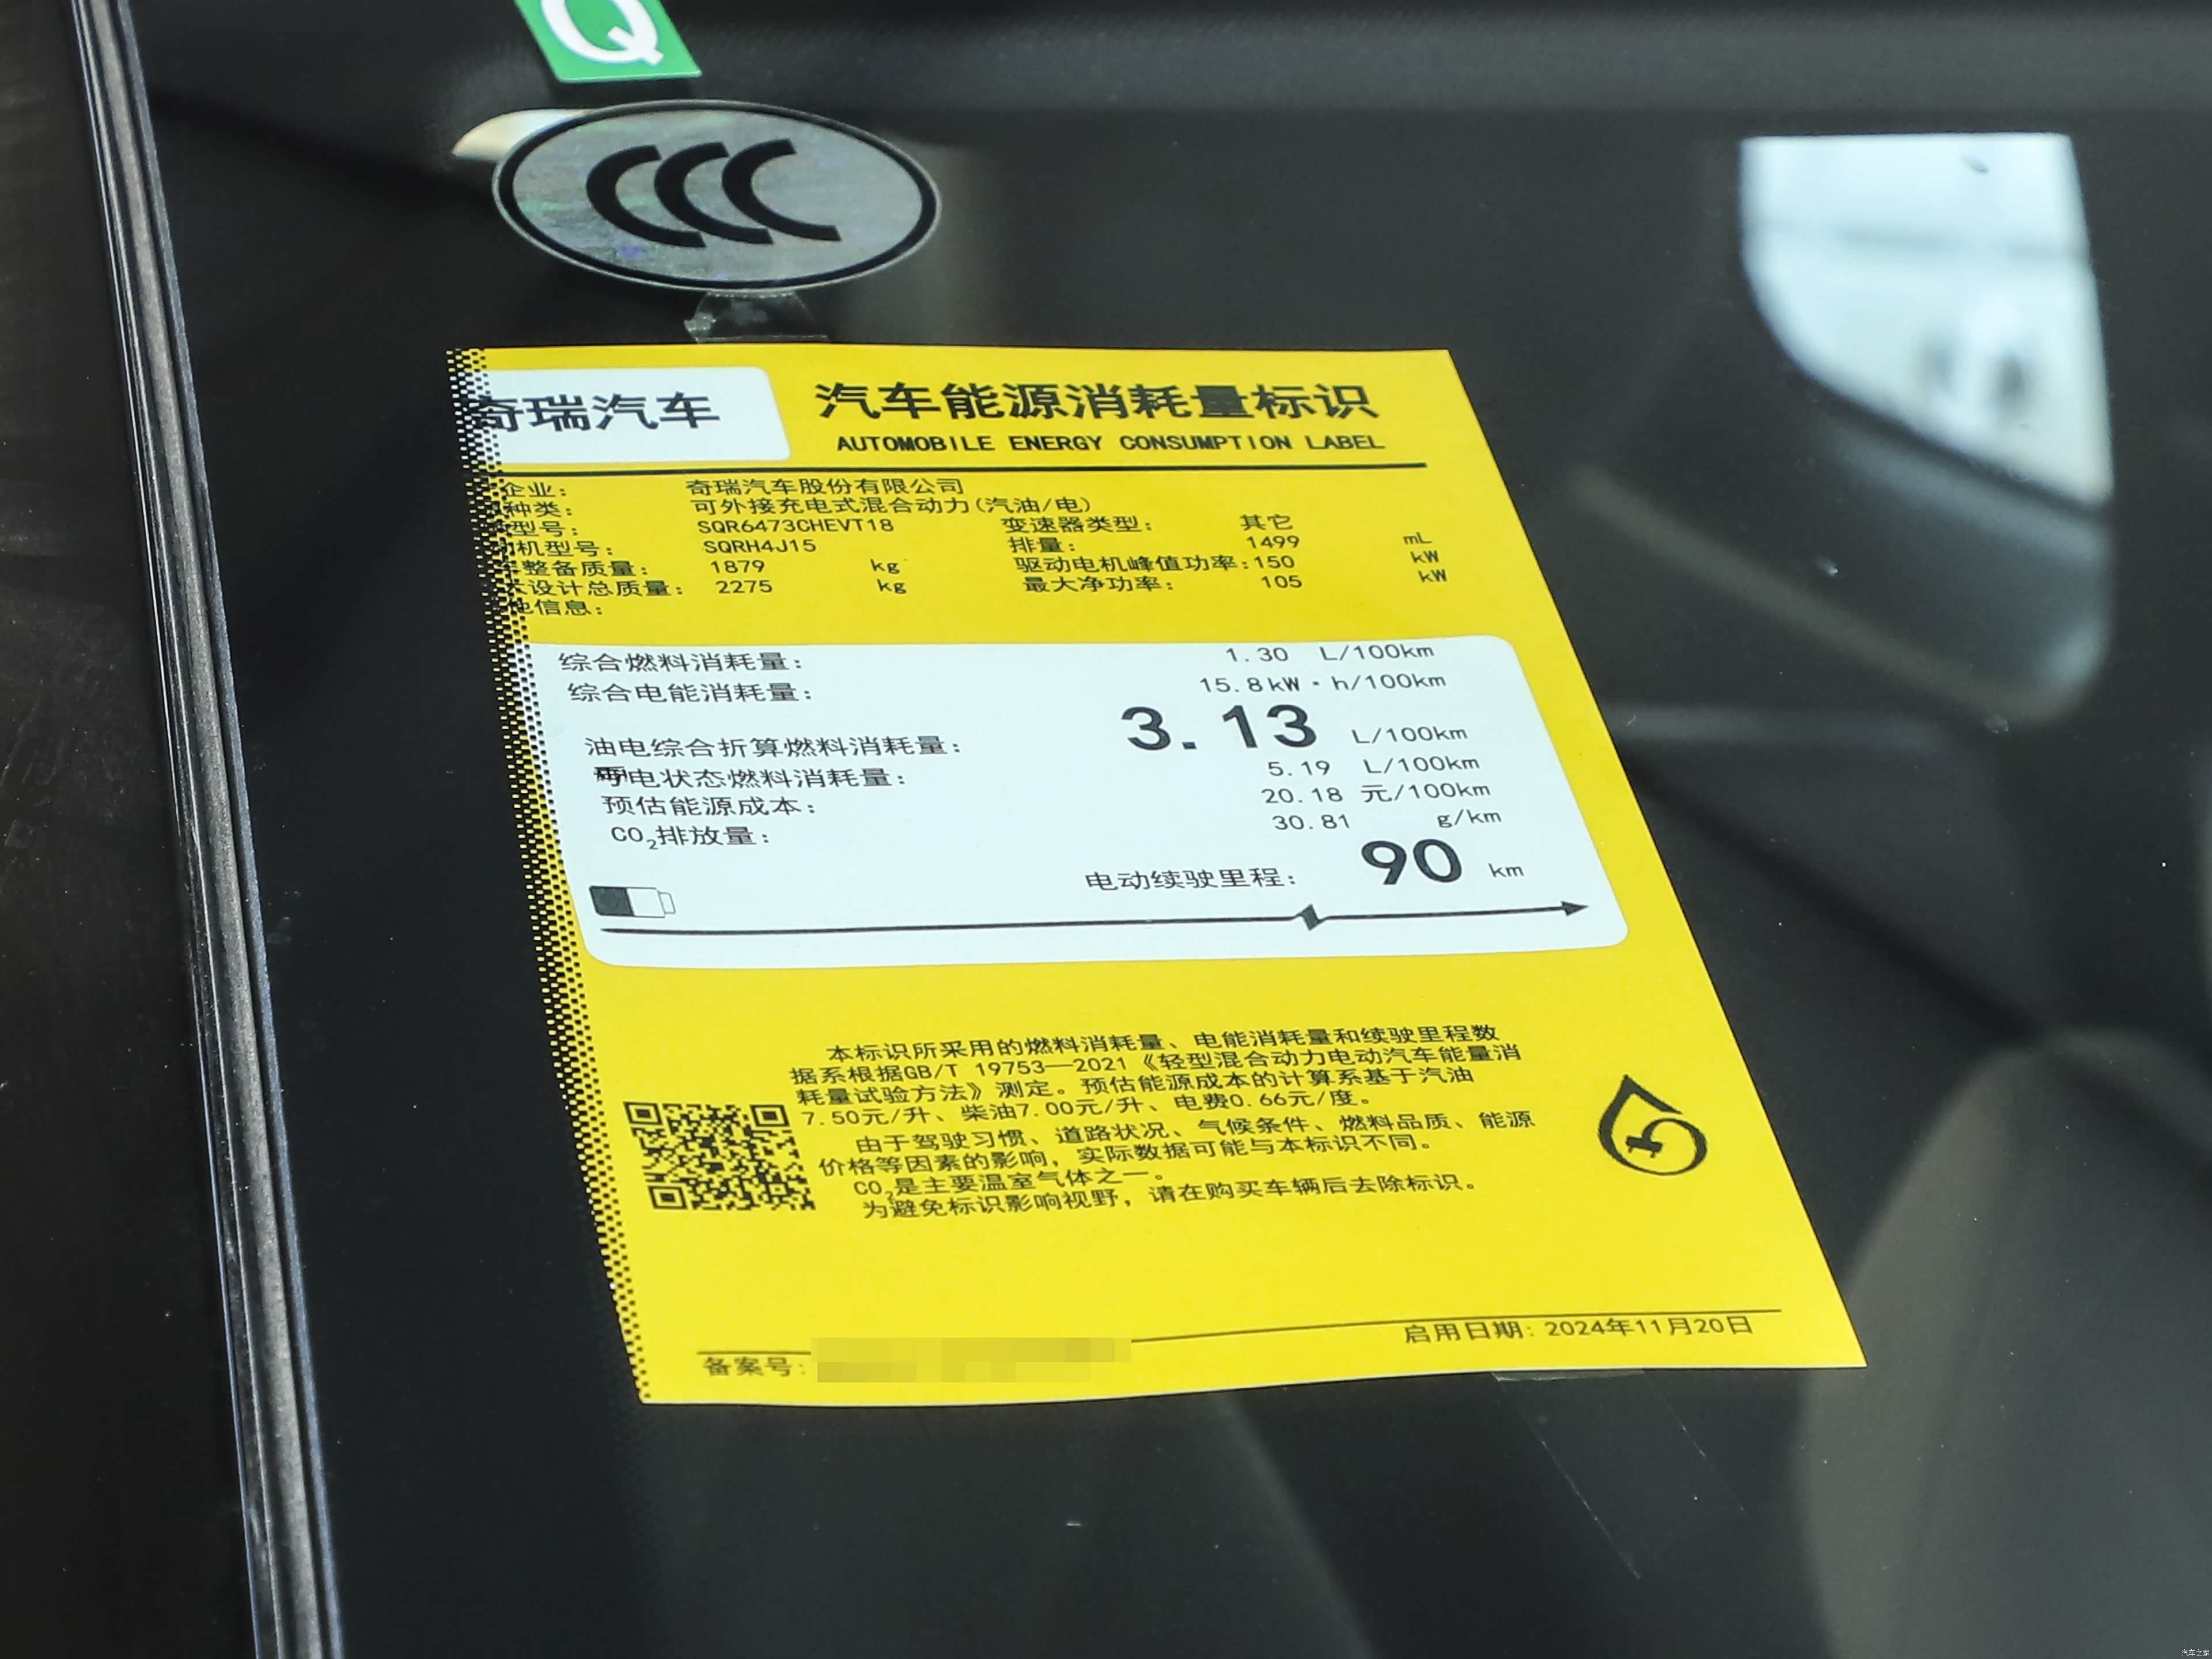 Q
CCC
奇瑞汽车
汽车能源消耗量标识
AUTOMOBILE ENERGY CONSUMPTION LABEL
企业: 奇瑞汽车股份有限公司
种类: 可外接充电式混合动力(汽油/电)
型号: SQR6473CHEVT18 变速器类型: 其它
机型号: SQRH4J15 排量: 1499 mL
整备质量: 1879 kg 驱动电机峰值功率:150 kW
设计总质量: 2275 kg 最大净功率: 105 kW
信息:
综合燃料消耗量: 1.30 L/100km
综合电能消耗量: 15.8kW·h/100km
油电综合折算燃料消耗量: 3.13 L/100km
电状态燃料消耗量: 5.19 L/100km
预估能源成本: 20.18 元/100km
CO₂排放量: 30.81 g/km
电动续驶里程: 90 km
本标识所采用的燃料消耗量、电能消耗量和续驶里程数
据系根据GB/T 19753—2021《轻型混合动力电动汽车能量消
耗量试验方法》测定。预估能源成本的计算系基于汽油
7.50元/升、柴油7.00元/升、电费0.66元/度。
由于驾驶习惯、道路状况、气候条件、燃料品质、能源
价格等因素的影响，实际数据可能与本标识不同。
CO₂是主要温室气体之一。
为避免标识影响视野，请在购买车辆后去除标识。
备案号: 启用日期: 2024年11月20日
汽车之家